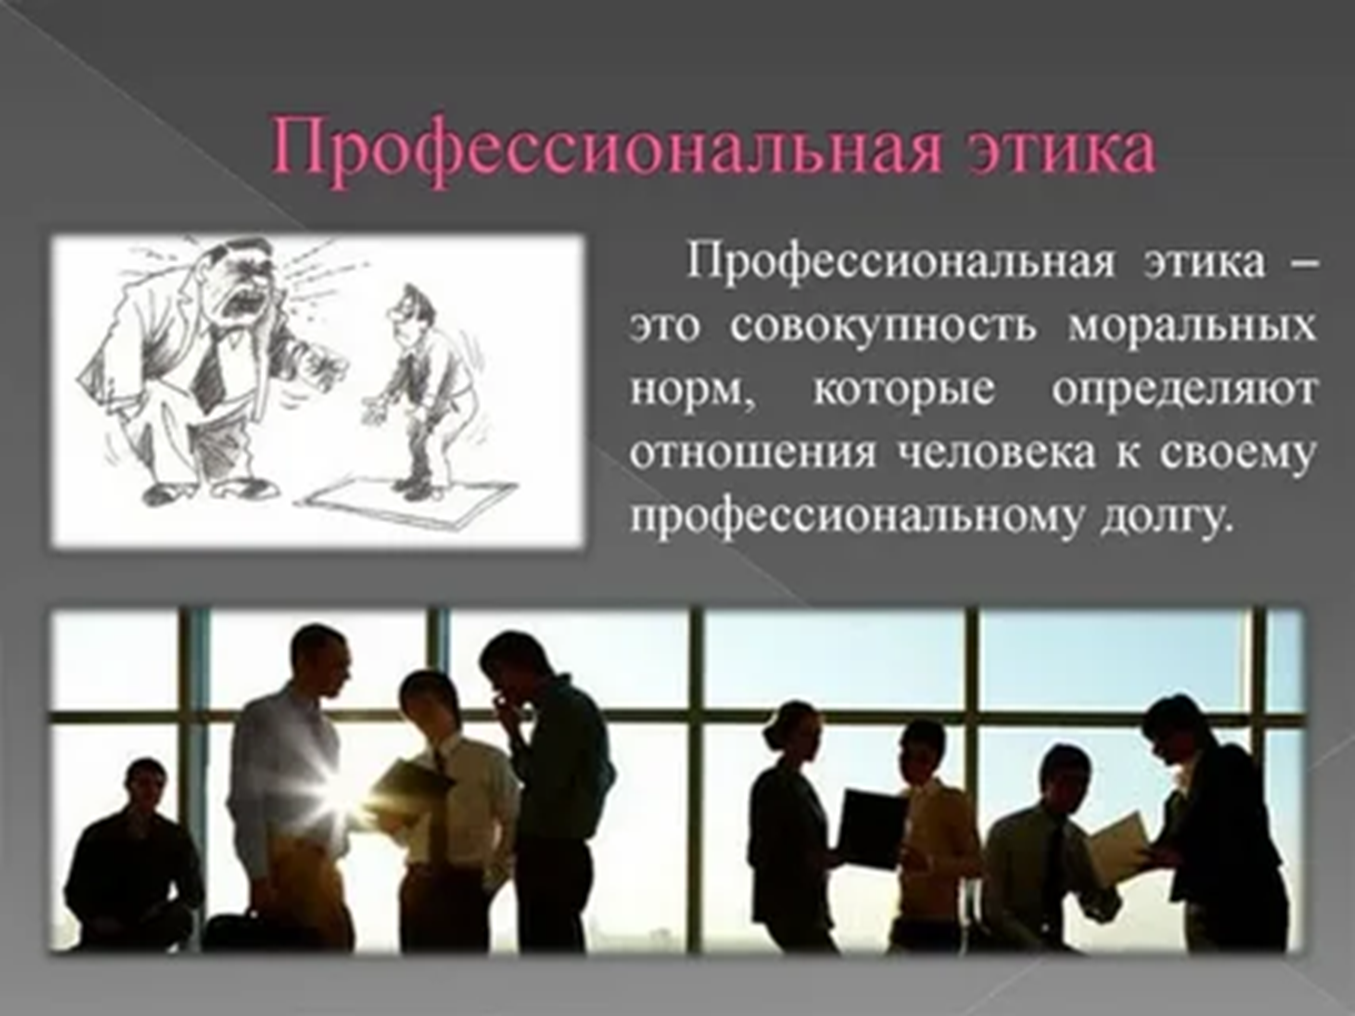 Профессиональная этика
Профессиональная этика –
это совокупность моральных
норм, которые определяют
отношения человека к своему
профессиональному долгу.